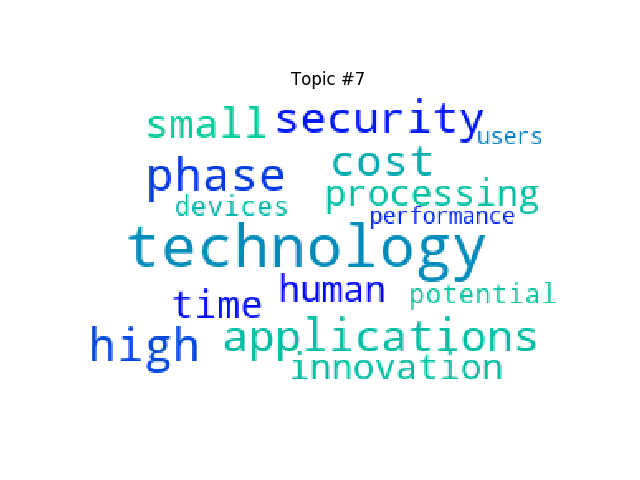 Topic #7
small security
users
phase cost
processing
devices
performance
technology
human potential
time
high applications
innovation